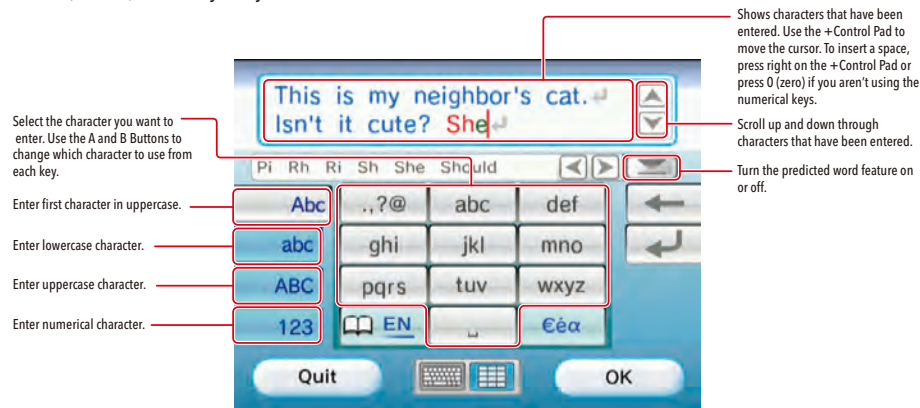 Shows characters that have been
entered. Use the +Control Pad to
move the cursor. To insert a space,
press right on the +Control Pad or
press 0 (zero) if you aren't using the
numerical keys.
This is my neighbor's cat.↵
Isn't it cute? She↵
Select the character you want to
enter. Use the A and B Buttons to
change which character to use from
each key.
Scroll up and down through
characters that have been entered.
Pi Rh Ri Sh She Should
Turn the predicted word feature on
or off.
Enter first character in uppercase.
Abc .,?@ abc def
Enter lowercase character.
abc ghi jkl mno
Enter uppercase character.
ABC pqrs tuv wxyz
Enter numerical character.
123 EN ␣ €éα
Quit OK